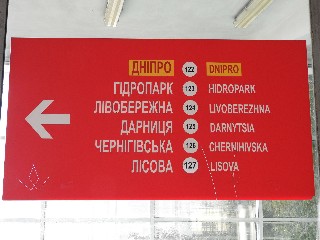 ДНІПРО 122 DNIPRO
ГІДРОПАРК 123 HIDROPARK
ЛІВОБЕРЕЖНА 124 LIVOBEREZHNA
ДАРНИЦЯ 125 DARNYTSIA
ЧЕРНІГІВСЬКА 126 CHERNIHIVSKA
ЛІСОВА 127 LISOVA